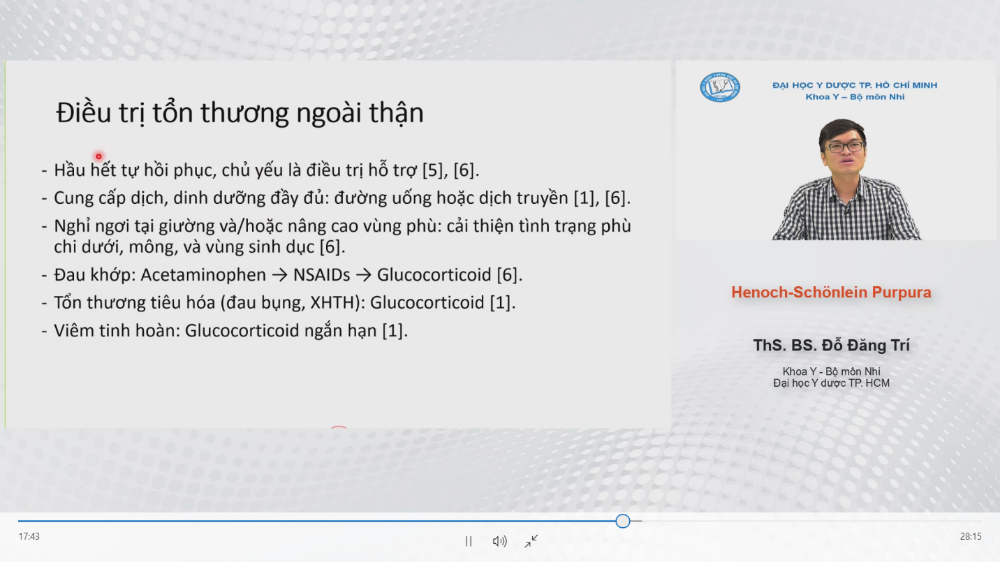 Điều trị tổn thương ngoài thận
- Hầu hết tự hồi phục, chủ yếu là điều trị hỗ trợ [5], [6].
- Cung cấp dịch, dinh dưỡng đầy đủ: đường uống hoặc dịch truyền [1], [6].
- Nghỉ ngơi tại giường và/hoặc nâng cao vùng phù: cải thiện tình trạng phù
chi dưới, mông, và vùng sinh dục [6].
- Đau khớp: Acetaminophen → NSAIDs → Glucocorticoid [6].
- Tổn thương tiêu hóa (đau bụng, XHTH): Glucocorticoid [1].
- Viêm tinh hoàn: Glucocorticoid ngắn hạn [1].
ĐẠI HỌC Y DƯỢC TP. HỒ CHÍ MINH
Khoa Y – Bộ môn Nhi
Henoch-Schönlein Purpura
ThS. BS. Đỗ Đăng Trí
Khoa Y - Bộ môn Nhi
Đại học Y dược TP. HCM
17:43
28:15